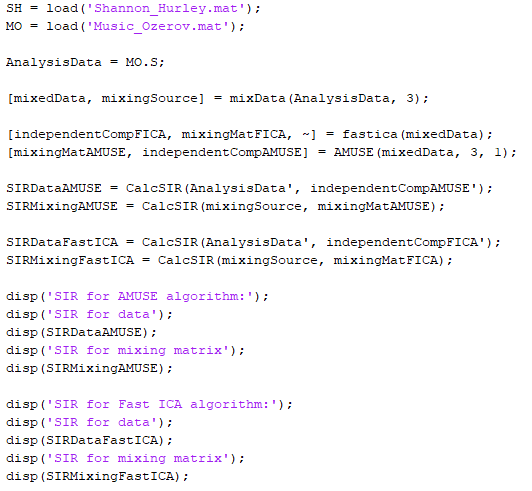 SH = load('Shannon_Hurley.mat');
MO = load('Music_Ozerov.mat');
AnalysisData = MO.S;
[mixedData, mixingSource] = mixData(AnalysisData, 3);
[independentCompFICA, mixingMatFICA, ~] = fastica(mixedData);
[mixingMatAMUSE, independentCompAMUSE] = AMUSE(mixedData, 3, 1);
SIRDataAMUSE = CalcSIR(AnalysisData', independentCompAMUSE');
SIRMixingAMUSE = CalcSIR(mixingSource, mixingMatAMUSE);
SIRDataFastICA = CalcSIR(AnalysisData', independentCompFICA');
SIRMixingFastICA = CalcSIR(mixingSource, mixingMatFICA);
disp('SIR for AMUSE algorithm:');
disp('SIR for data');
disp(SIRDataAMUSE);
disp('SIR for mixing matrix');
disp(SIRMixingAMUSE);
disp('SIR for Fast ICA algorithm:');
disp('SIR for data');
disp(SIRDataFastICA);
disp('SIR for mixing matrix');
disp(SIRMixingFastICA);